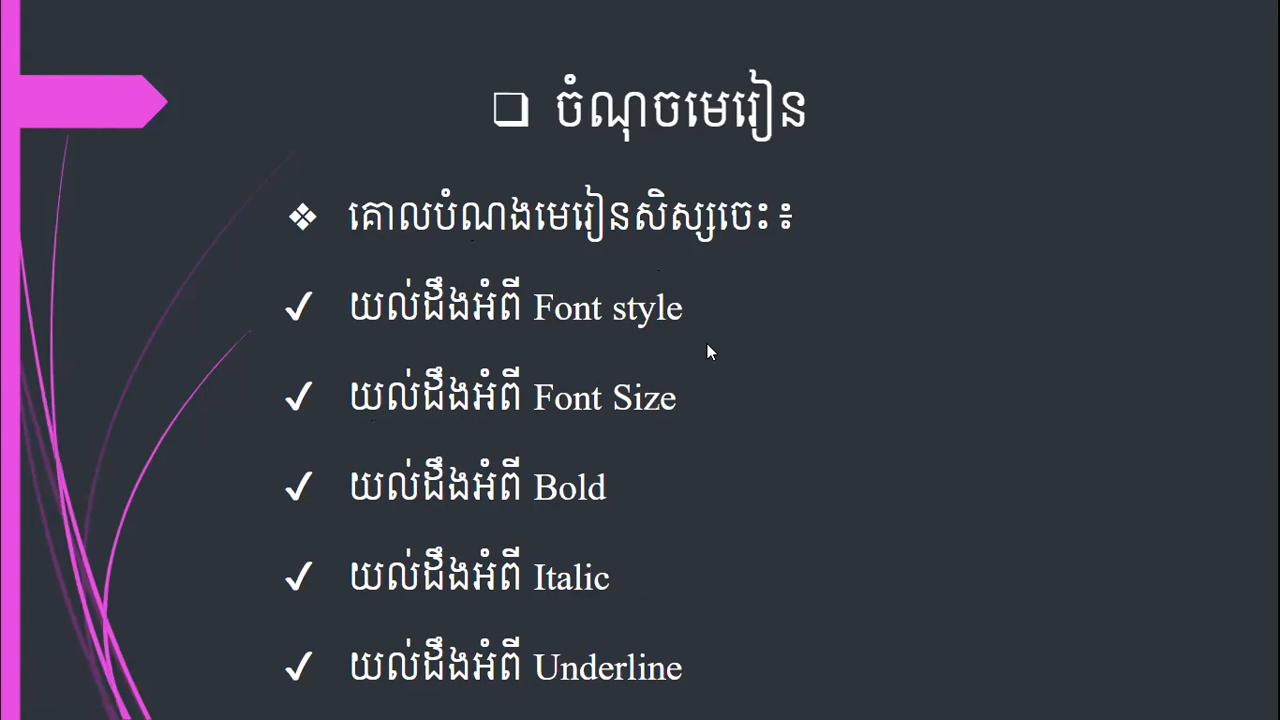 ❑ ចំណុចមេរៀន
❖ គោលបំណងមេរៀនសិស្សចេះ ៖
✓ យល់ដឹងអំពី Font style
✓ យល់ដឹងអំពី Font Size
✓ យល់ដឹងអំពី Bold
✓ យល់ដឹងអំពី Italic
✓ យល់ដឹងអំពី Underline